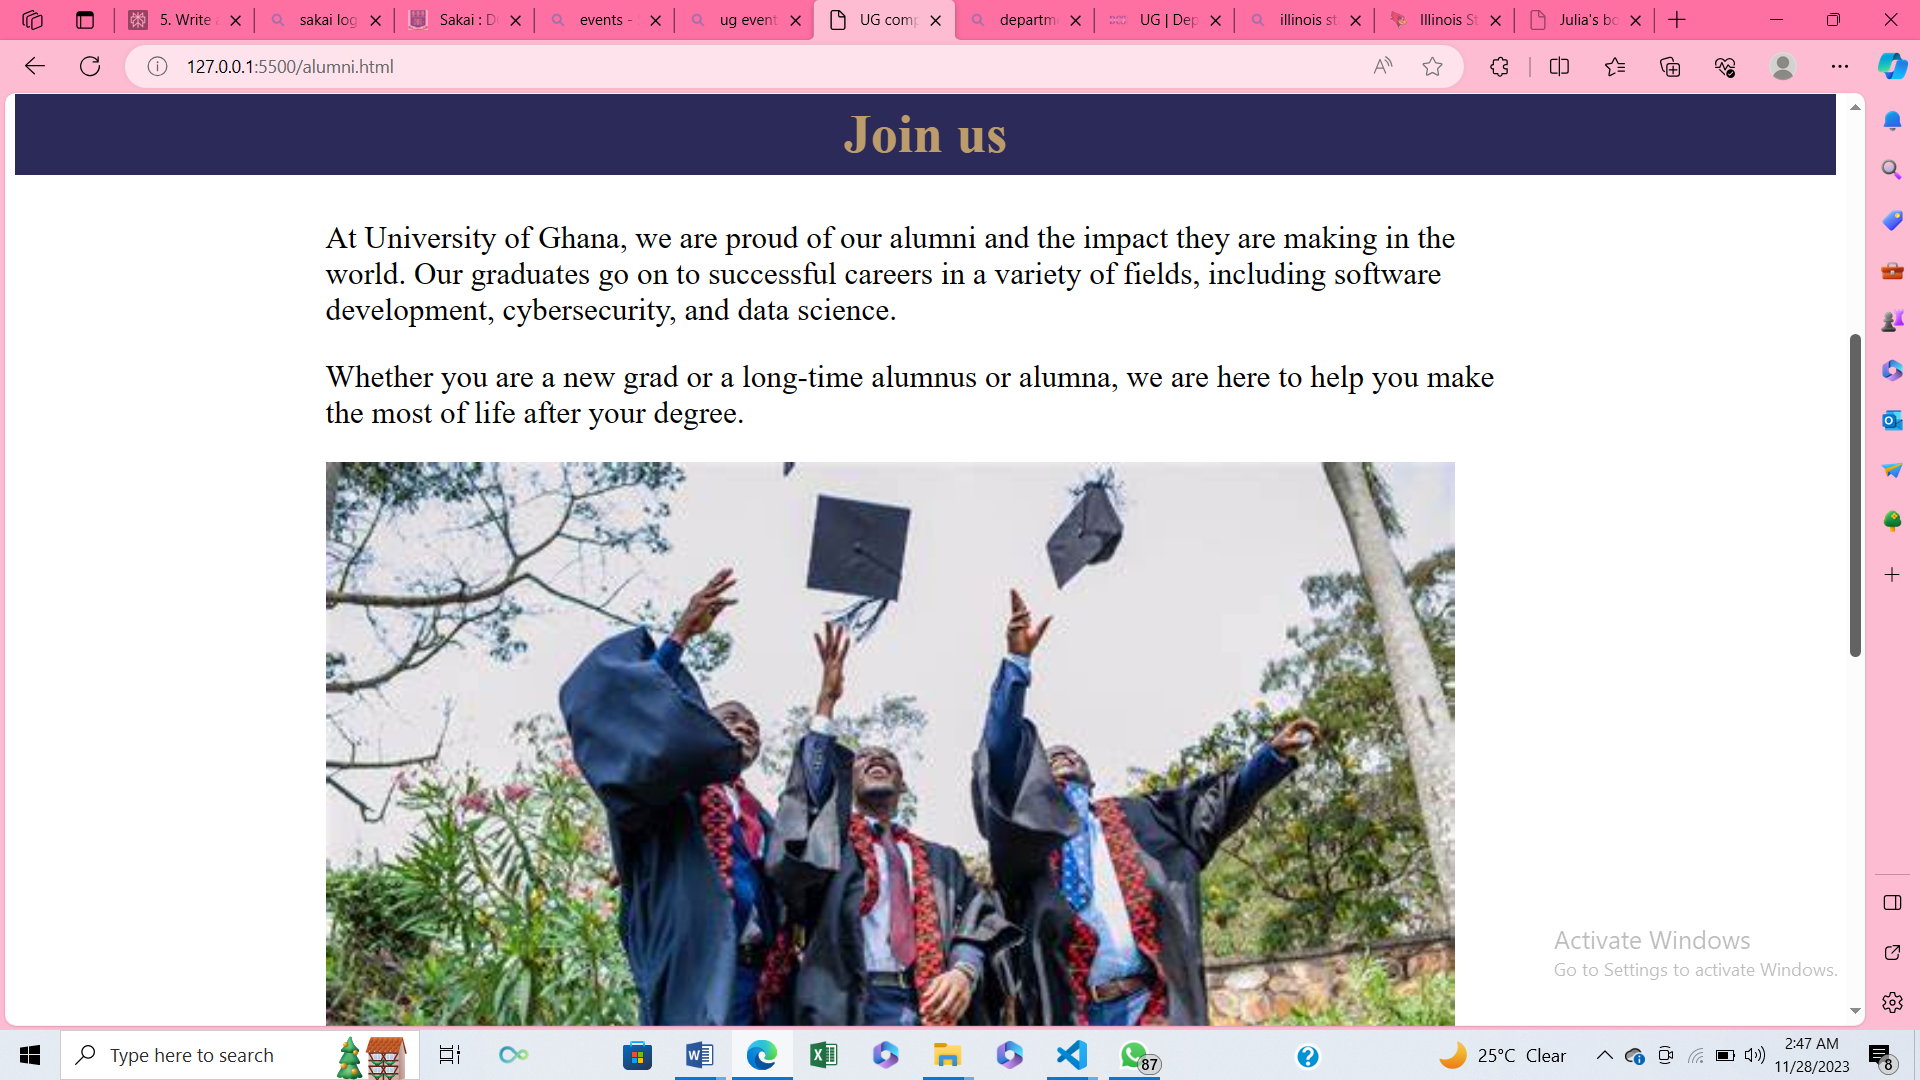 5. Write a
sakai log
Sakai : D
events -
ug event
UG comp
departm
UG | Dep
illinois st
Illinois St
Julia's bo
127.0.0.1:5500/alumni.html
Join us
At University of Ghana, we are proud of our alumni and the impact they are making in the
world. Our graduates go on to successful careers in a variety of fields, including software
development, cybersecurity, and data science.
Whether you are a new grad or a long-time alumnus or alumna, we are here to help you make
the most of life after your degree.
Activate Windows
Go to Settings to activate Windows.
Type here to search
87
25°C Clear
2:47 AM
11/28/2023
8